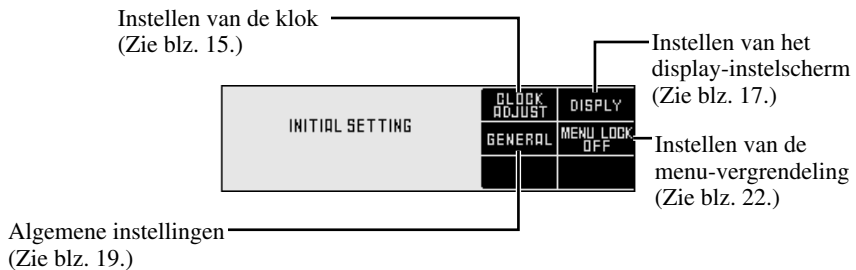 Instellen van de klok
(Zie blz. 15.)
Instellen van het
display-instelscherm
(Zie blz. 17.)
INITIAL SETTING
CLOCK
ADJUST
DISPLY
GENERAL
MENU LOCK
OFF
Instellen van de
menu-vergrendeling
(Zie blz. 22.)
Algemene instellingen
(Zie blz. 19.)